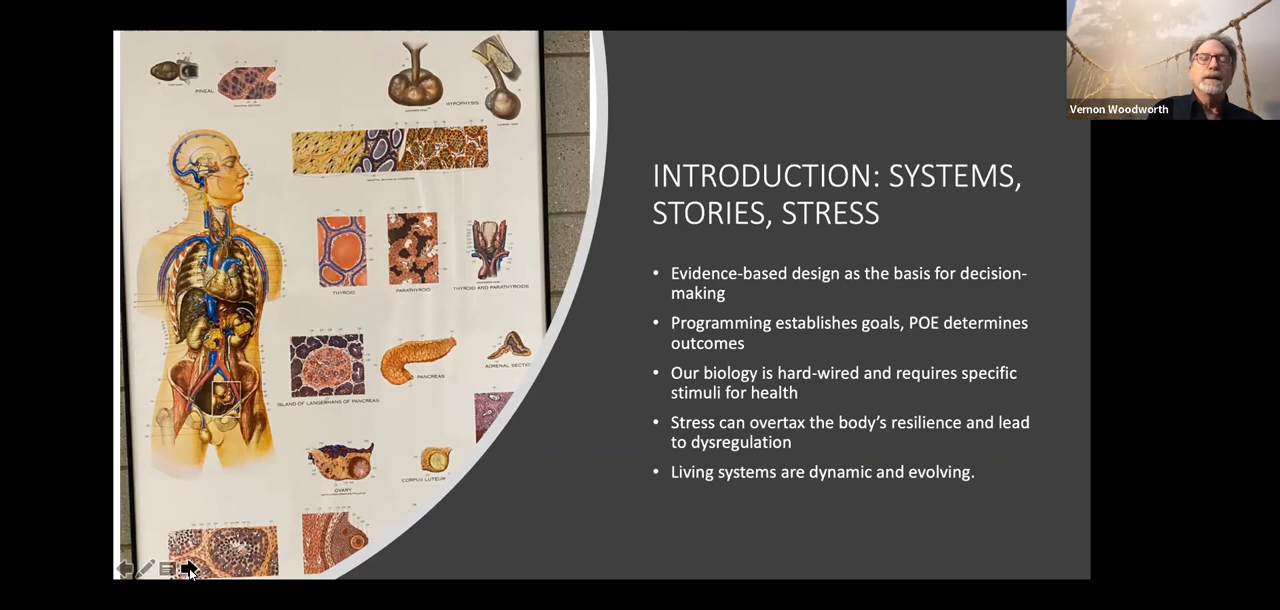 PINEAL
HYPOPHYSIS
THYROID
PARATHYROID
THYROID AND PARATHYROIDS
ISLAND OF LANGERHANS OF PANCREAS
PANCREAS
ADRENAL SECTIO
OVARY
CORPUS LUTEUM
INTRODUCTION: SYSTEMS,
STORIES, STRESS
• Evidence-based design as the basis for decision-
making
• Programming establishes goals, POE determines
outcomes
• Our biology is hard-wired and requires specific
stimuli for health
• Stress can overtax the body’s resilience and lead
to dysregulation
• Living systems are dynamic and evolving.
Vernon Woodworth